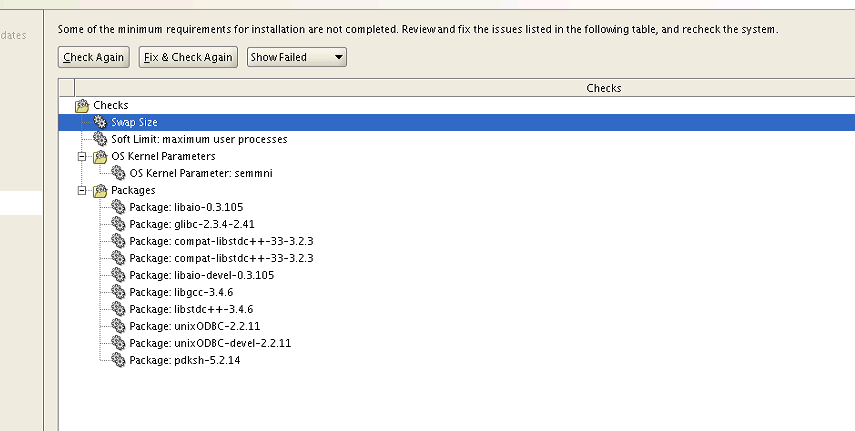 Some of the minimum requirements for installation are not completed. Review and fix the issues listed in the following table, and recheck the system.
dates
Check Again Fix & Check Again Show Failed
Checks
Checks
Swap Size
Soft Limit: maximum user processes
OS Kernel Parameters
OS Kernel Parameter: semmni
Packages
Package: libaio-0.3.105
Package: glibc-2.3.4-2.41
Package: compat-libstdc++-33-3.2.3
Package: compat-libstdc++-33-3.2.3
Package: libaio-devel-0.3.105
Package: libgcc-3.4.6
Package: libstdc++-3.4.6
Package: unixODBC-2.2.11
Package: unixODBC-devel-2.2.11
Package: pdksh-5.2.14